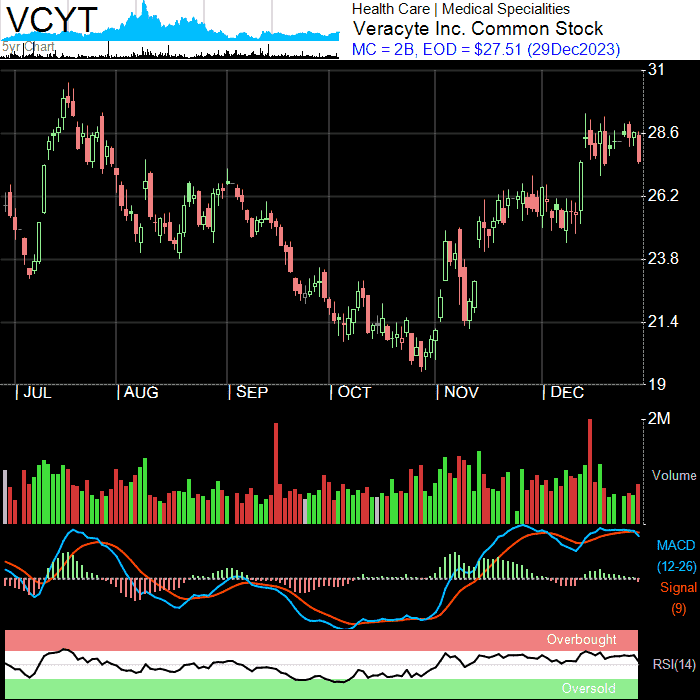 VCYT
5yr Chart
Health Care | Medical Specialities
Veracyte Inc. Common Stock
MC = 2B, EOD = $27.51 (29Dec2023)
31
28.6
26.2
23.8
21.4
19
JUL
AUG
SEP
OCT
NOV
DEC
2M
Volume
MACD
(12-26)
Signal
(9)
Overbought
RSI(14)
Oversold